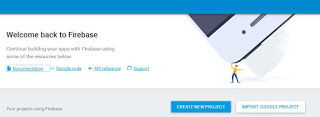 Welcome back to Firebase
Continue building your apps with Firebase using
some of the resources below.
Documentation <> Sample code API reference Support
Your projects using Firebase
CREATE NEW PROJECT
IMPORT GOOGLE PROJECT